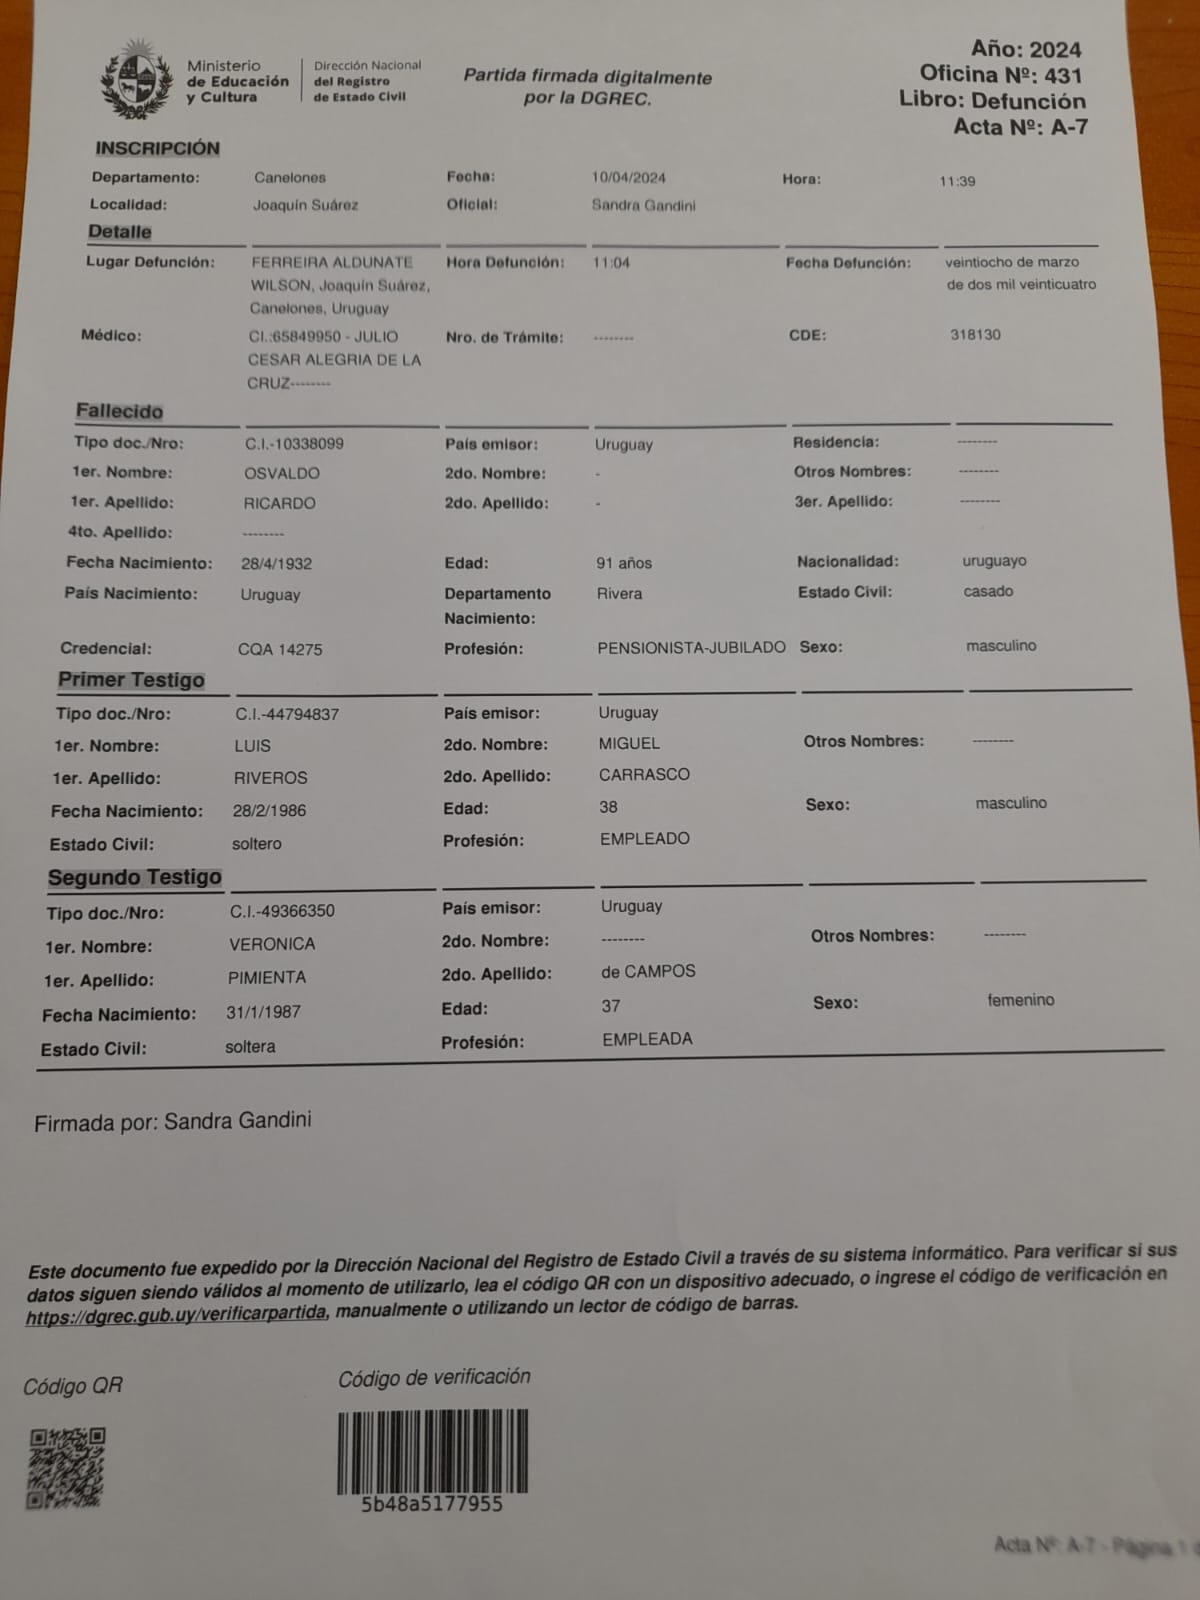 Ministerio
de Educación
y Cultura
Dirección Nacional
del Registro
de Estado Civil
Partida firmada digitalmente
por la DGREC.
Año: 2024
Oficina Nº: 431
Libro: Defunción
Acta Nº: A-7
INSCRIPCIÓN
Departamento: Canelones Fecha: 10/04/2024 Hora: 11:39
Localidad: Joaquín Suárez Oficial: Sandra Gandini
Detalle
Lugar Defunción: FERREIRA ALDUNATE Hora Defunción: 11:04 Fecha Defunción: veintiocho de marzo
WILSON, Joaquín Suárez, de dos mil veinticuatro
Canelones, Uruguay
Médico: CI.:65849950 - JULIO Nro. de Trámite: -------- CDE: 318130
CESAR ALEGRIA DE LA
CRUZ--------
Fallecido
Tipo doc./Nro: C.I.-10338099 País emisor: Uruguay Residencia: --------
1er. Nombre: OSVALDO 2do. Nombre: - Otros Nombres: --------
1er. Apellido: RICARDO 2do. Apellido: - 3er. Apellido: --------
4to. Apellido: --------
Fecha Nacimiento: 28/4/1932 Edad: 91 años Nacionalidad: uruguayo
País Nacimiento: Uruguay Departamento Rivera Estado Civil: casado
Nacimiento:
Credencial: CQA 14275 Profesión: PENSIONISTA-JUBILADO Sexo: masculino
Primer Testigo
Tipo doc./Nro: C.I.-44794837 País emisor: Uruguay
1er. Nombre: LUIS 2do. Nombre: MIGUEL Otros Nombres: --------
1er. Apellido: RIVEROS 2do. Apellido: CARRASCO
Fecha Nacimiento: 28/2/1986 Edad: 38 Sexo: masculino
Estado Civil: soltero Profesión: EMPLEADO
Segundo Testigo
Tipo doc./Nro: C.I.-49366350 País emisor: Uruguay
1er. Nombre: VERONICA 2do. Nombre: -------- Otros Nombres: --------
1er. Apellido: PIMIENTA 2do. Apellido: de CAMPOS
Fecha Nacimiento: 31/1/1987 Edad: 37 Sexo: femenino
Estado Civil: soltera Profesión: EMPLEADA
Firmada por: Sandra Gandini
Este documento fue expedido por la Dirección Nacional del Registro de Estado Civil a través de su sistema informático. Para verificar si sus
datos siguen siendo válidos al momento de utilizarlo, lea el código QR con un dispositivo adecuado, o ingrese el código de verificación en
https://dgrec.gub.uy/verificarpartida, manualmente o utilizando un lector de código de barras.
Código QR
Código de verificación
5b48a5177955
Acta Nº: A-7 - Página 1